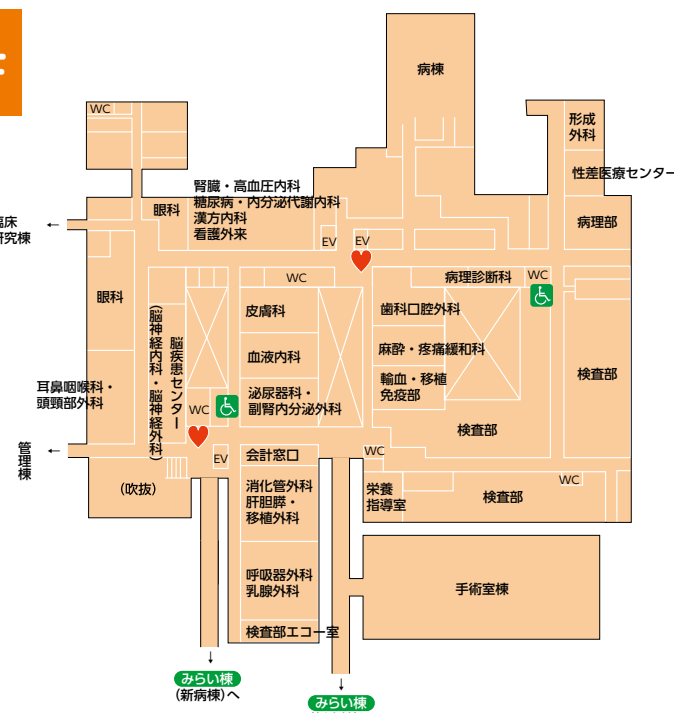 病棟
WC
形成
外科
腎臓・高血圧内科
糖尿病・内分泌代謝内科
漢方内科
看護外来
性差医療センター
眼科
病理部
臨床
研究棟
←
EV
EV
WC
病理診断科
WC
眼科
皮膚科
歯科口腔外科
脳疾患センター
(脳神経内科・脳神経外科)
血液内科
麻酔・疼痛緩和科
検査部
耳鼻咽喉科・
頭頸部外科
泌尿器科・
副腎内分泌外科
輸血・移植
免疫部
WC
検査部
管理棟
←
EV
会計窓口
WC
(吹抜)
消化管外科
肝胆膵・
移植外科
栄養
指導室
検査部
WC
呼吸器外科
乳腺外科
手術室棟
検査部エコー室
↓
みらい棟
(新病棟)へ
↓
みらい棟